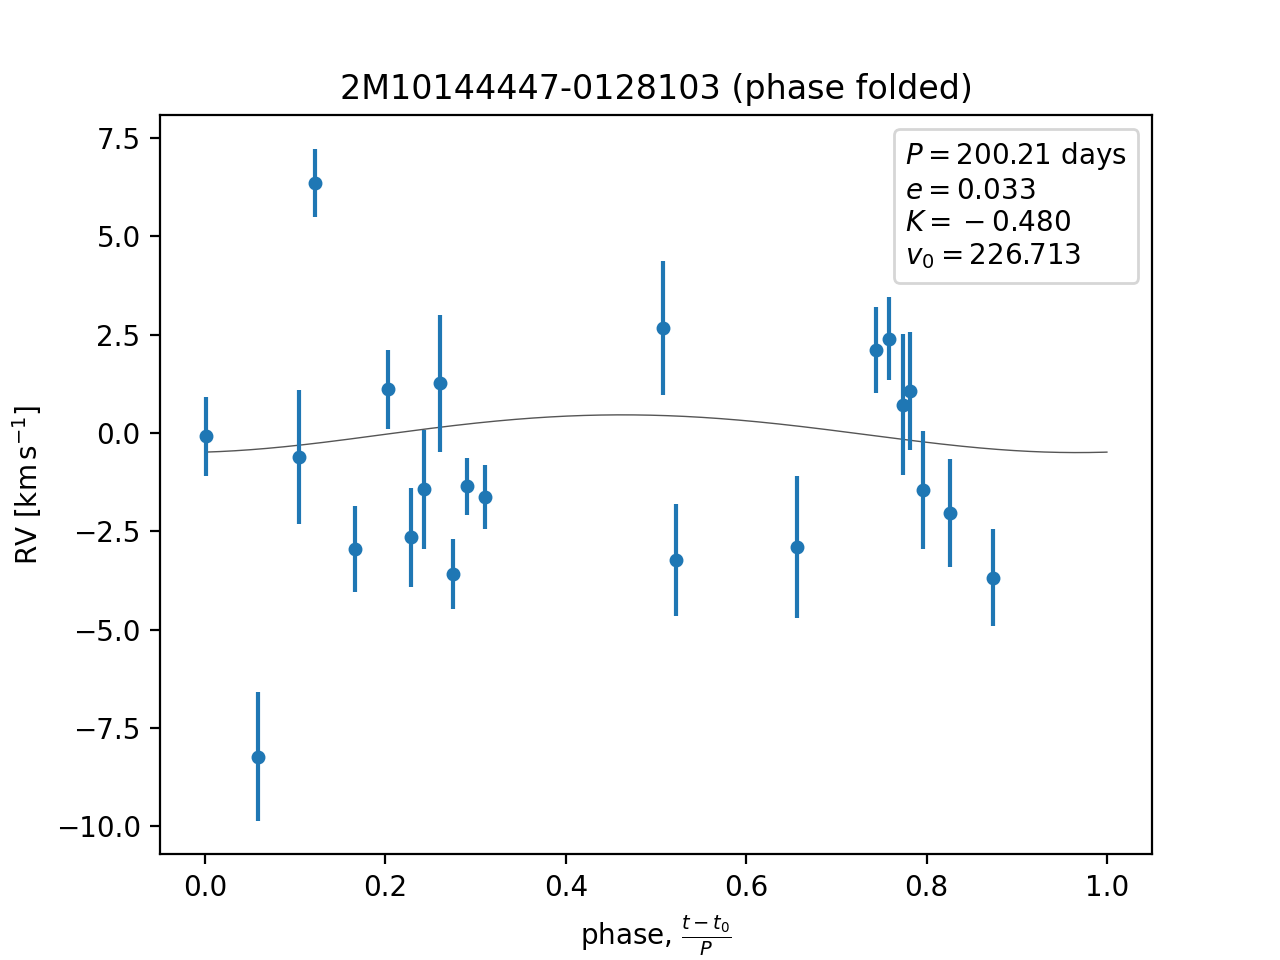 2M10144447-0128103 (phase folded)
P = 200.21 days
e = 0.033
K = −0.480
v₀ = 226.713
7.5
5.0
2.5
0.0
−2.5
−5.0
−7.5
−10.0
RV [km s⁻¹]
0.0 0.2 0.4 0.6 0.8 1.0
phase, (t − t₀)/P